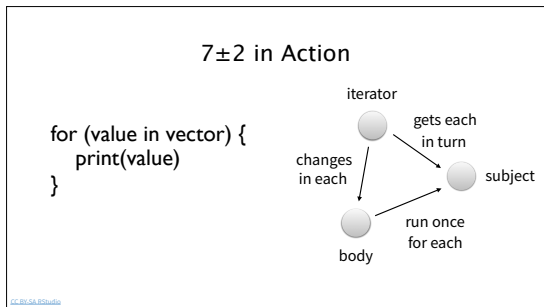 7±2 in Action
for (value in vector) {
print(value)
}
iterator
gets each
in turn
changes
in each
subject
run once
for each
body
CC BY-SA RStudio